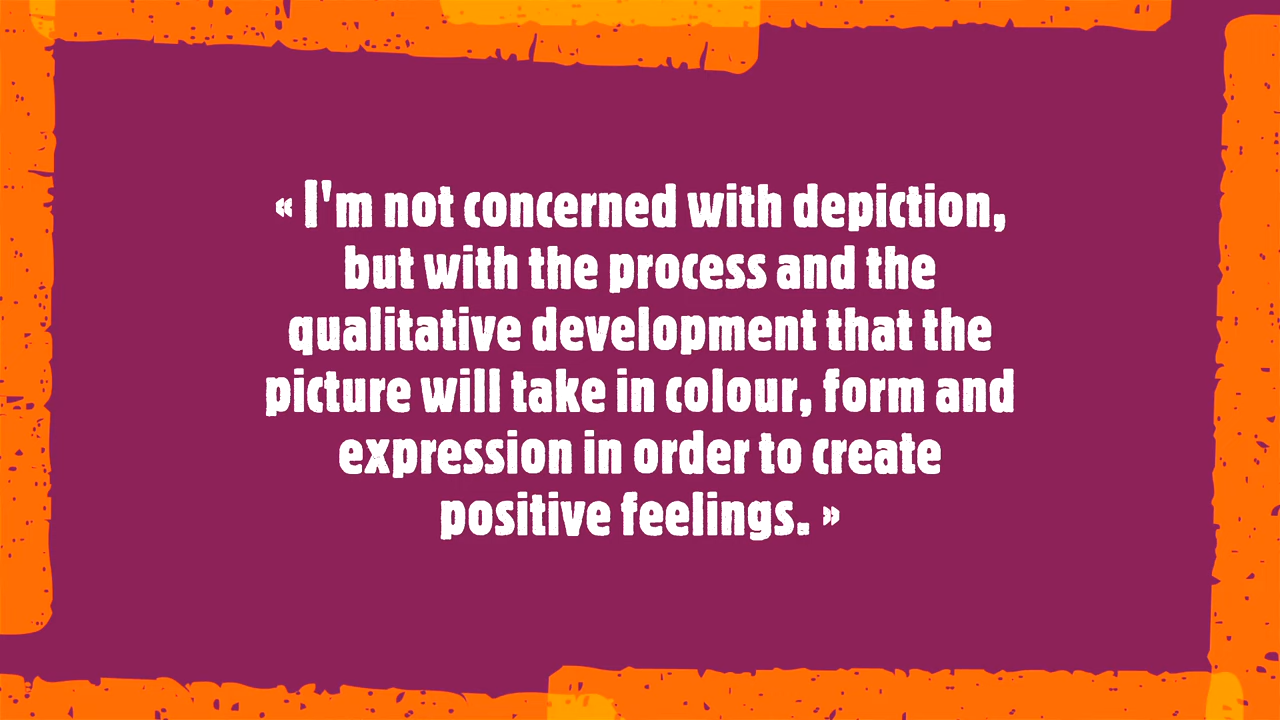 « I'm not concerned with depiction,
but with the process and the
qualitative development that the
picture will take in colour, form and
expression in order to create
positive feelings. »